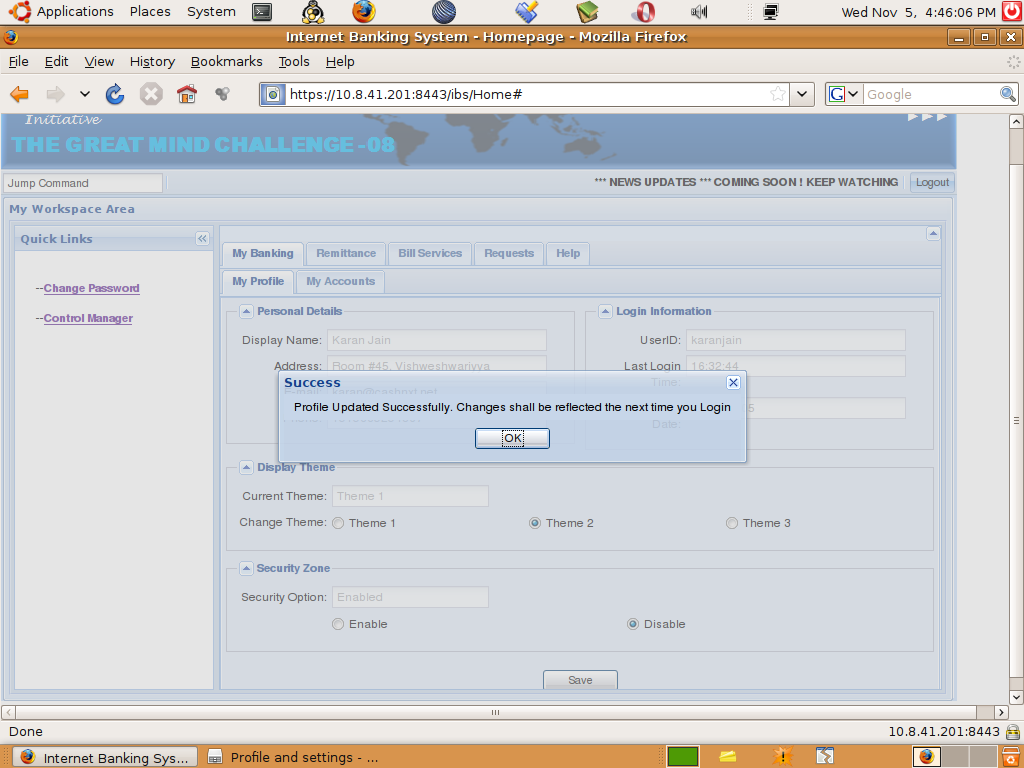 Applications Places System Wed Nov 5, 4:46:06 PM
Internet Banking System - Homepage - Mozilla Firefox
File Edit View History Bookmarks Tools Help
https://10.8.41.201:8443/ibs/Home# G Google
Initiative
THE GREAT MIND CHALLENGE -08
Jump Command *** NEWS UPDATES *** COMING SOON ! KEEP WATCHING Logout
My Workspace Area
Quick Links
--Change Password
--Control Manager
My Banking Remittance Bill Services Requests Help
My Profile My Accounts
Personal Details
Display Name: Karan Jain
Address: Room #45, Vishweshwariyya
Login Information
UserID: karanjain
Last Login Time: 16:32:44
Date:
Success
Profile Updated Successfully. Changes shall be reflected the next time you Login
OK
Display Theme
Current Theme: Theme 1
Change Theme: Theme 1 Theme 2 Theme 3
Security Zone
Security Option: Enabled
Enable Disable
Save
Done 10.8.41.201:8443
Internet Banking Sys... Profile and settings - ...